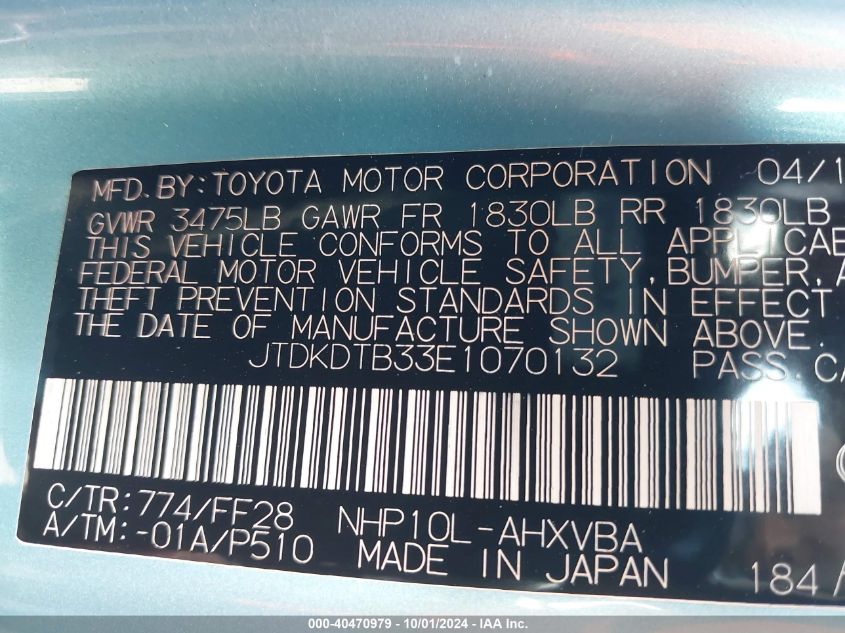 MFD. BY: TOYOTA MOTOR CORPORATION 04/1
GVWR 3475LB GAWR FR 1830LB RR 1830LB
THIS VEHICLE CONFORMS TO ALL APPLICAB
FEDERAL MOTOR VEHICLE SAFETY, BUMPER, A
THEFT PREVENTION STANDARDS IN EFFECT
THE DATE OF MANUFACTURE SHOWN ABOVE.
JTDKDTB33E1070132 PASS. CA
C/TR: 774/FF28 NHP10L-AHXVBA
A/TM: -01A/P510 MADE IN JAPAN 184/
000-40470979 - 10/01/2024 - IAA Inc.